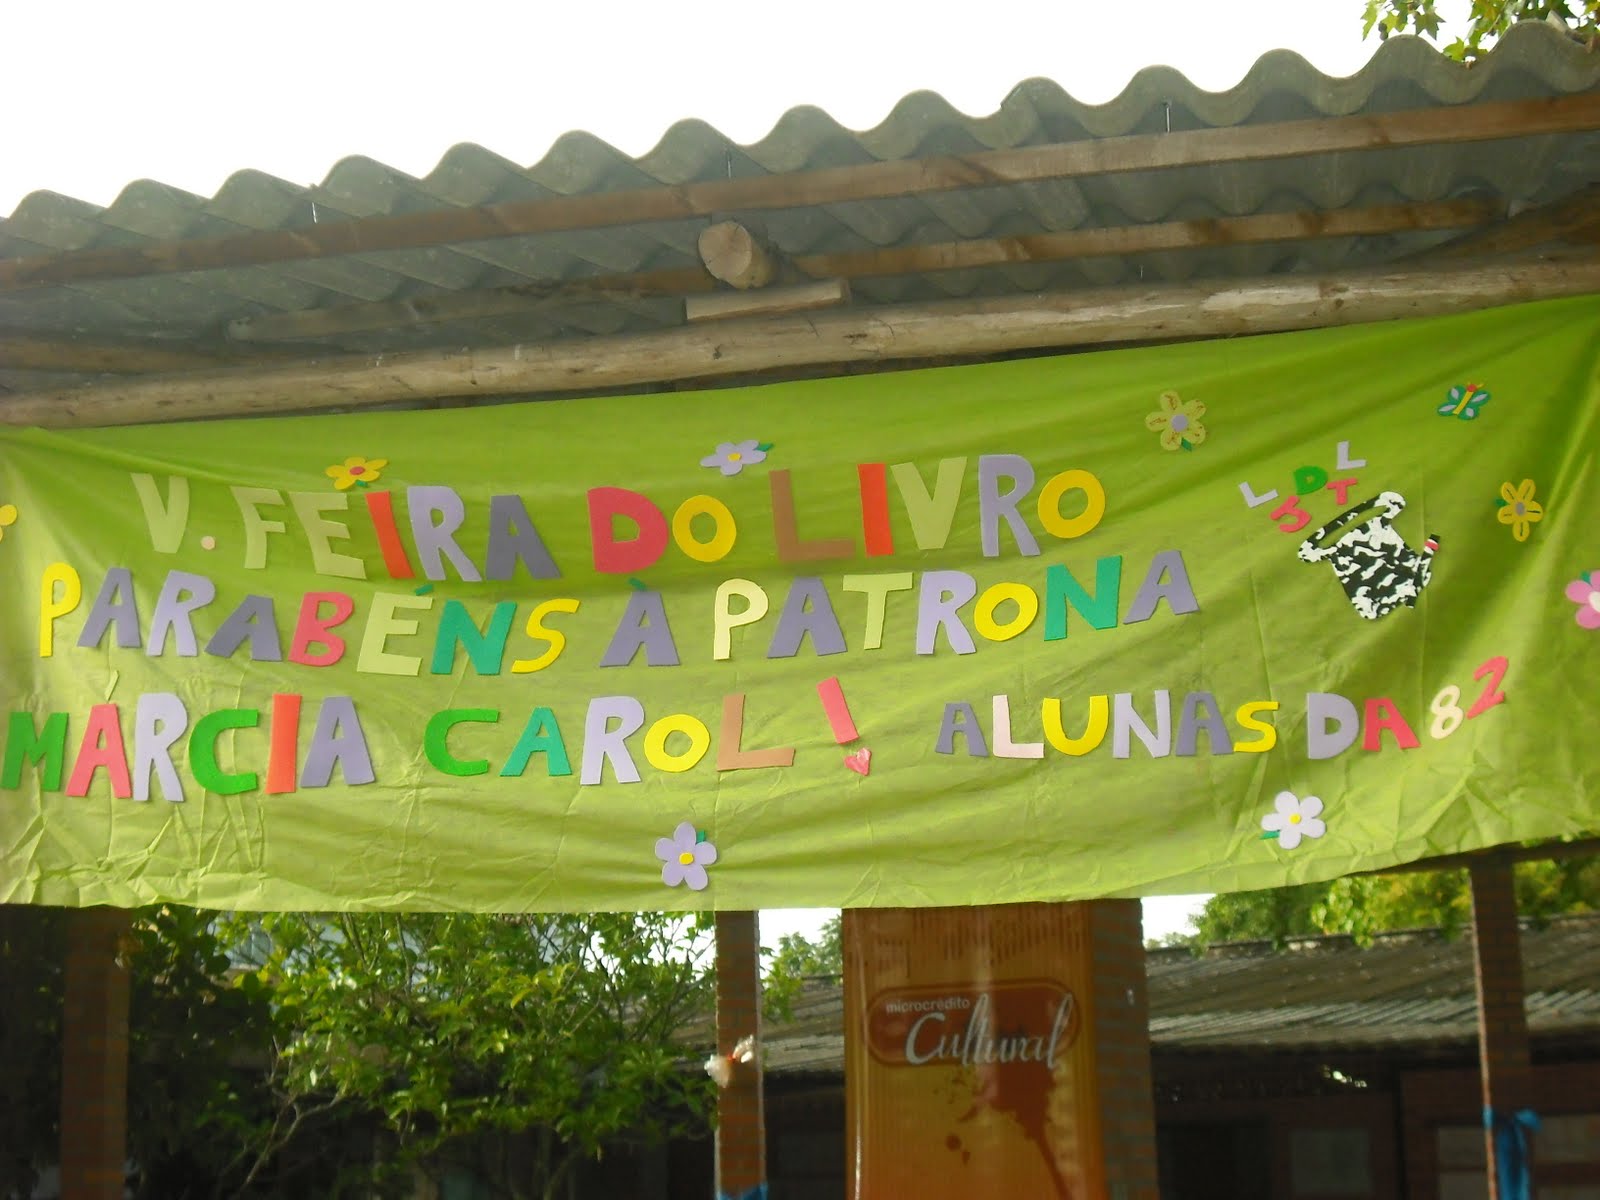 V. FEIRA DO LIVRO
PARABÉNS À PATRONA
MÁRCIA CAROL! ALUNAS DA 82
L D L
J T
microcrédito
Cultural